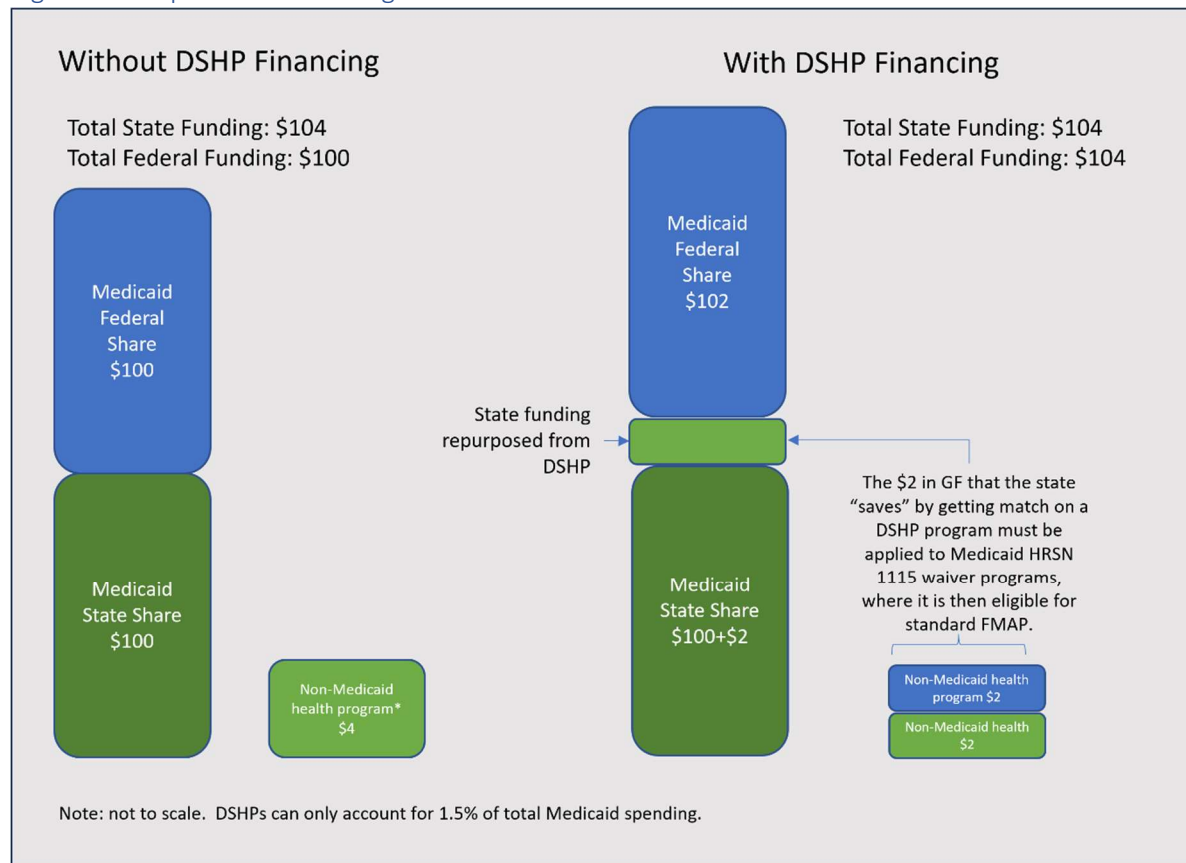 Without DSHP Financing
Total State Funding: $104
Total Federal Funding: $100
Medicaid
Federal
Share
$100
Medicaid
State Share
$100
Non-Medicaid
health program*
$4
With DSHP Financing
Total State Funding: $104
Total Federal Funding: $104
Medicaid
Federal
Share
$102
State funding
repurposed from
DSHP
Medicaid
State Share
$100+$2
The $2 in GF that the state
“saves” by getting match on a
DSHP program must be
applied to Medicaid HRSN
1115 waiver programs,
where it is then eligible for
standard FMAP.
Non-Medicaid health
program $2
Non-Medicaid health
$2
Note: not to scale.  DSHPs can only account for 1.5% of total Medicaid spending.